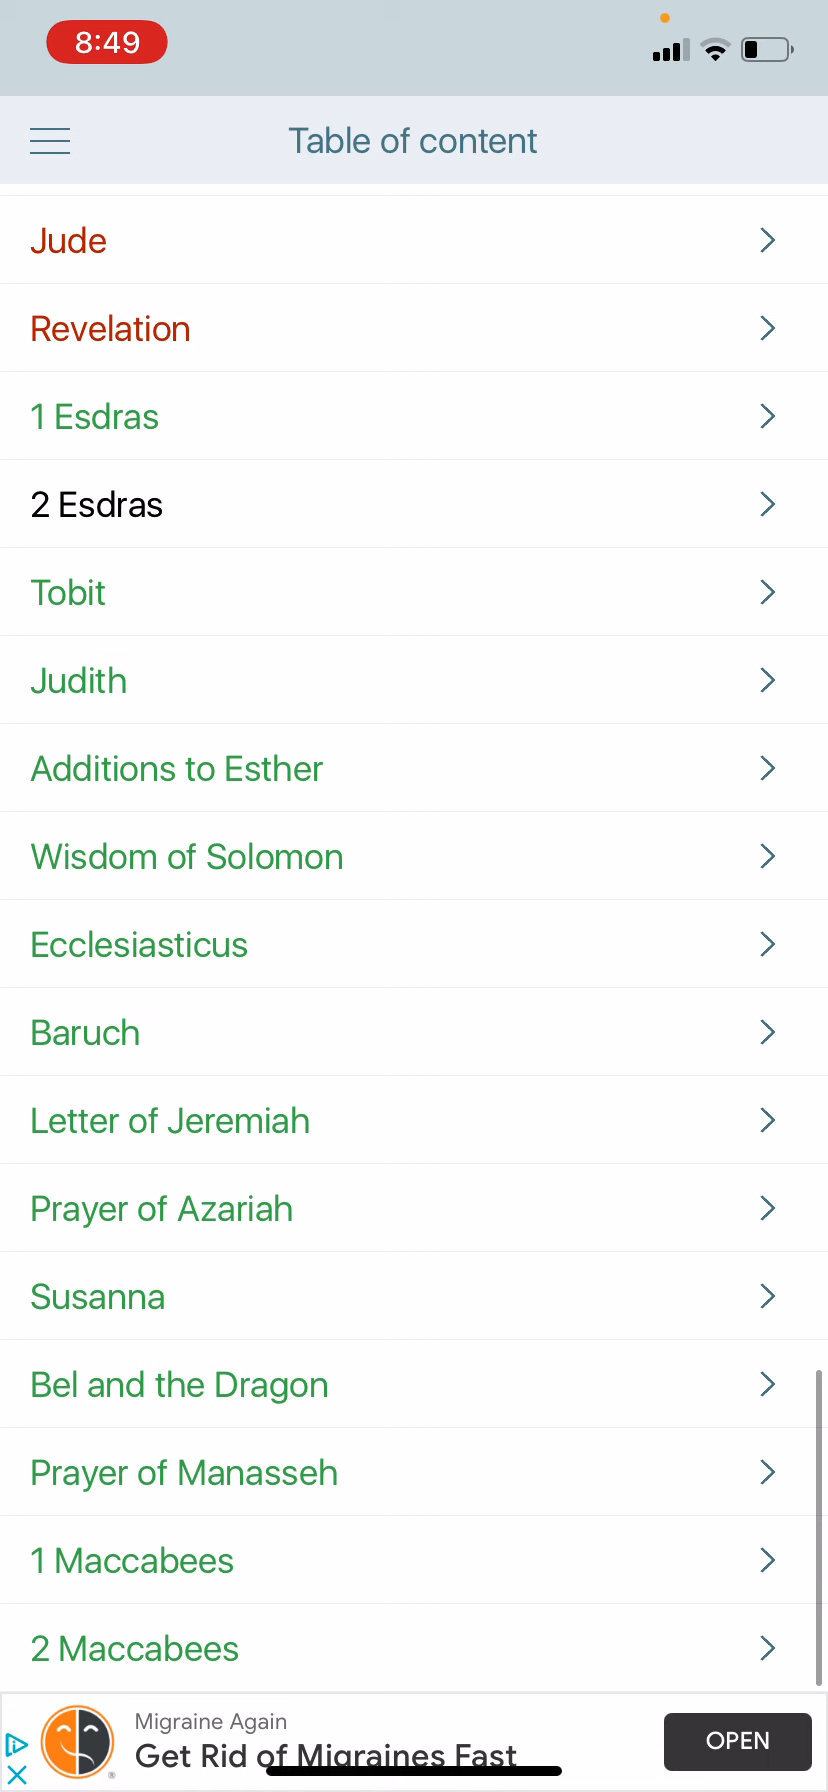 8:49
Table of content
Jude
Revelation
1 Esdras
2 Esdras
Tobit
Judith
Additions to Esther
Wisdom of Solomon
Ecclesiasticus
Baruch
Letter of Jeremiah
Prayer of Azariah
Susanna
Bel and the Dragon
Prayer of Manasseh
1 Maccabees
2 Maccabees
Migraine Again
Get Rid of Migraines Fast
OPEN
®